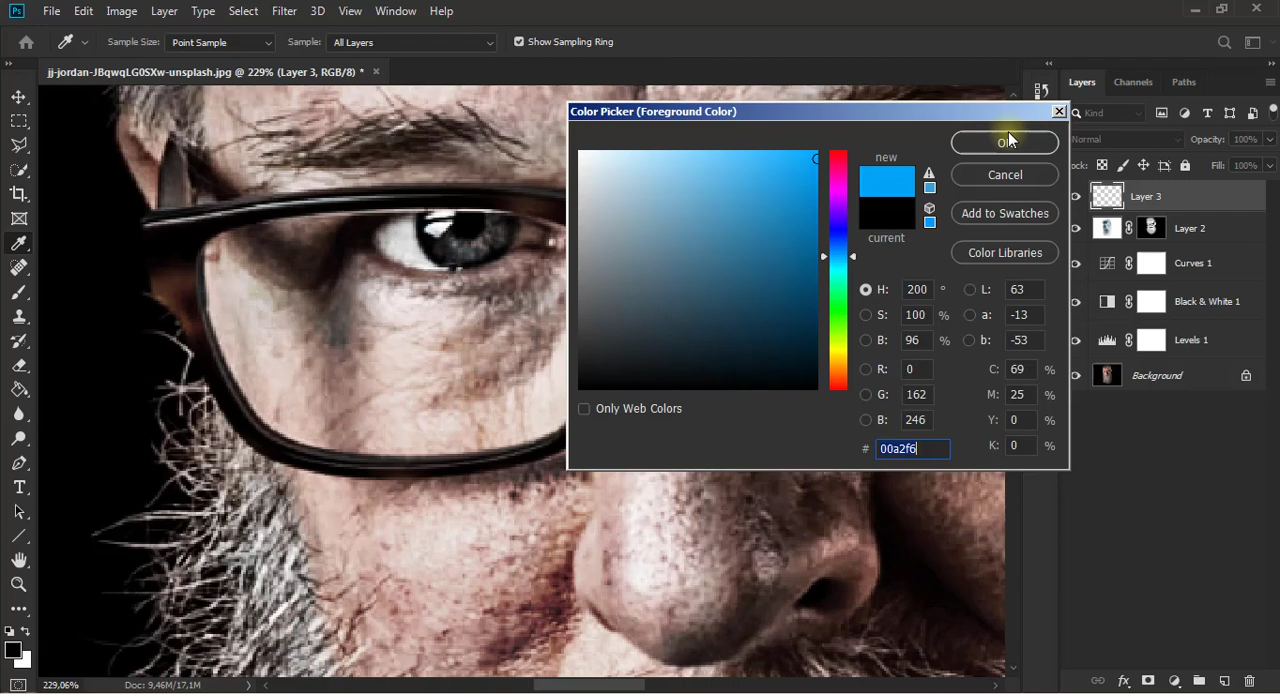 Ps File Edit Image Layer Type Select Filter 3D View Window Help
Sample Size: Point Sample Sample: All Layers Show Sampling Ring
jj-jordan-JBqwqLG0SXw-unsplash.jpg @ 229% (Layer 3, RGB/8) *
Layers Channels Paths
Color Picker (Foreground Color)
Kind
Normal Opacity: 100%
Fill: 100%
new
current
Cancel
Add to Swatches
Color Libraries
H: 200 °
S: 100 %
B: 96 %
R: 0
G: 162
B: 246
L: 63
a: -13
b: -53
C: 69 %
M: 25 %
Y: 0 %
K: 0 %
# 00a2f6
Only Web Colors
Layer 3
Layer 2
Curves 1
Black & White 1
Levels 1
Background
T
229,06% Doc: 9,46M/17,1M
fx